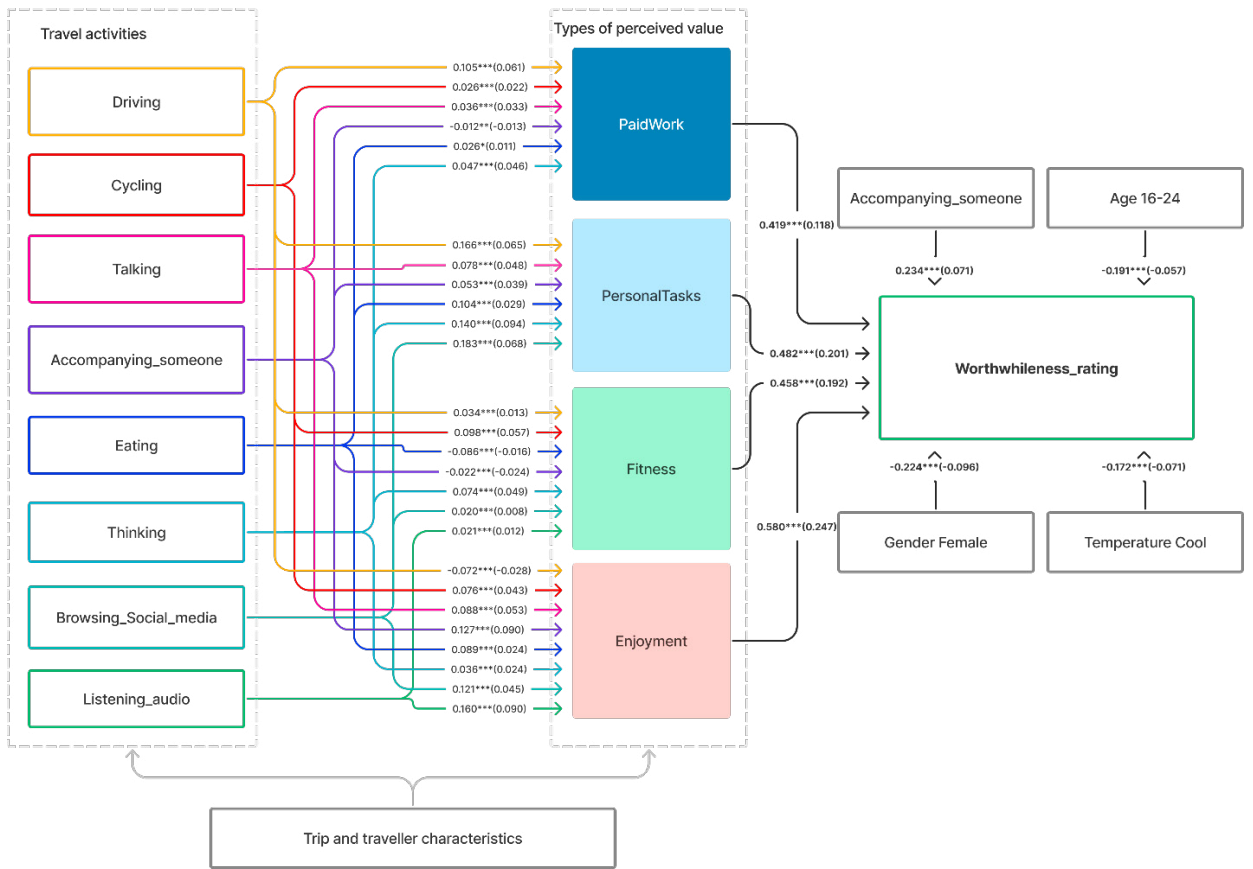 Travel activities
Types of perceived value
Driving
Cycling
Talking
Accompanying_someone
Eating
Thinking
Browsing_Social_media
Listening_audio
0.105***(0.061)
0.026***(0.022)
0.036***(0.033)
-0.012**(-0.013)
0.026*(0.011)
0.047***(0.046)
PaidWork
0.166***(0.065)
0.078***(0.048)
0.053***(0.039)
0.104***(0.029)
0.140***(0.094)
0.183***(0.068)
PersonalTasks
0.034***(0.013)
0.098***(0.057)
-0.086***(-0.016)
-0.022***(-0.024)
0.074***(0.049)
0.020***(0.008)
0.021***(0.012)
Fitness
-0.072***(-0.028)
0.076***(0.043)
0.088***(0.053)
0.127***(0.090)
0.089***(0.024)
0.036***(0.024)
0.121***(0.045)
0.160***(0.090)
Enjoyment
0.419***(0.118)
0.482***(0.201)
0.458***(0.192)
0.580***(0.247)
Accompanying_someone
Age 16-24
0.234***(0.071)
-0.191***(-0.057)
Worthwhileness_rating
-0.224***(-0.096)
-0.172***(-0.071)
Gender Female
Temperature Cool
Trip and traveller characteristics